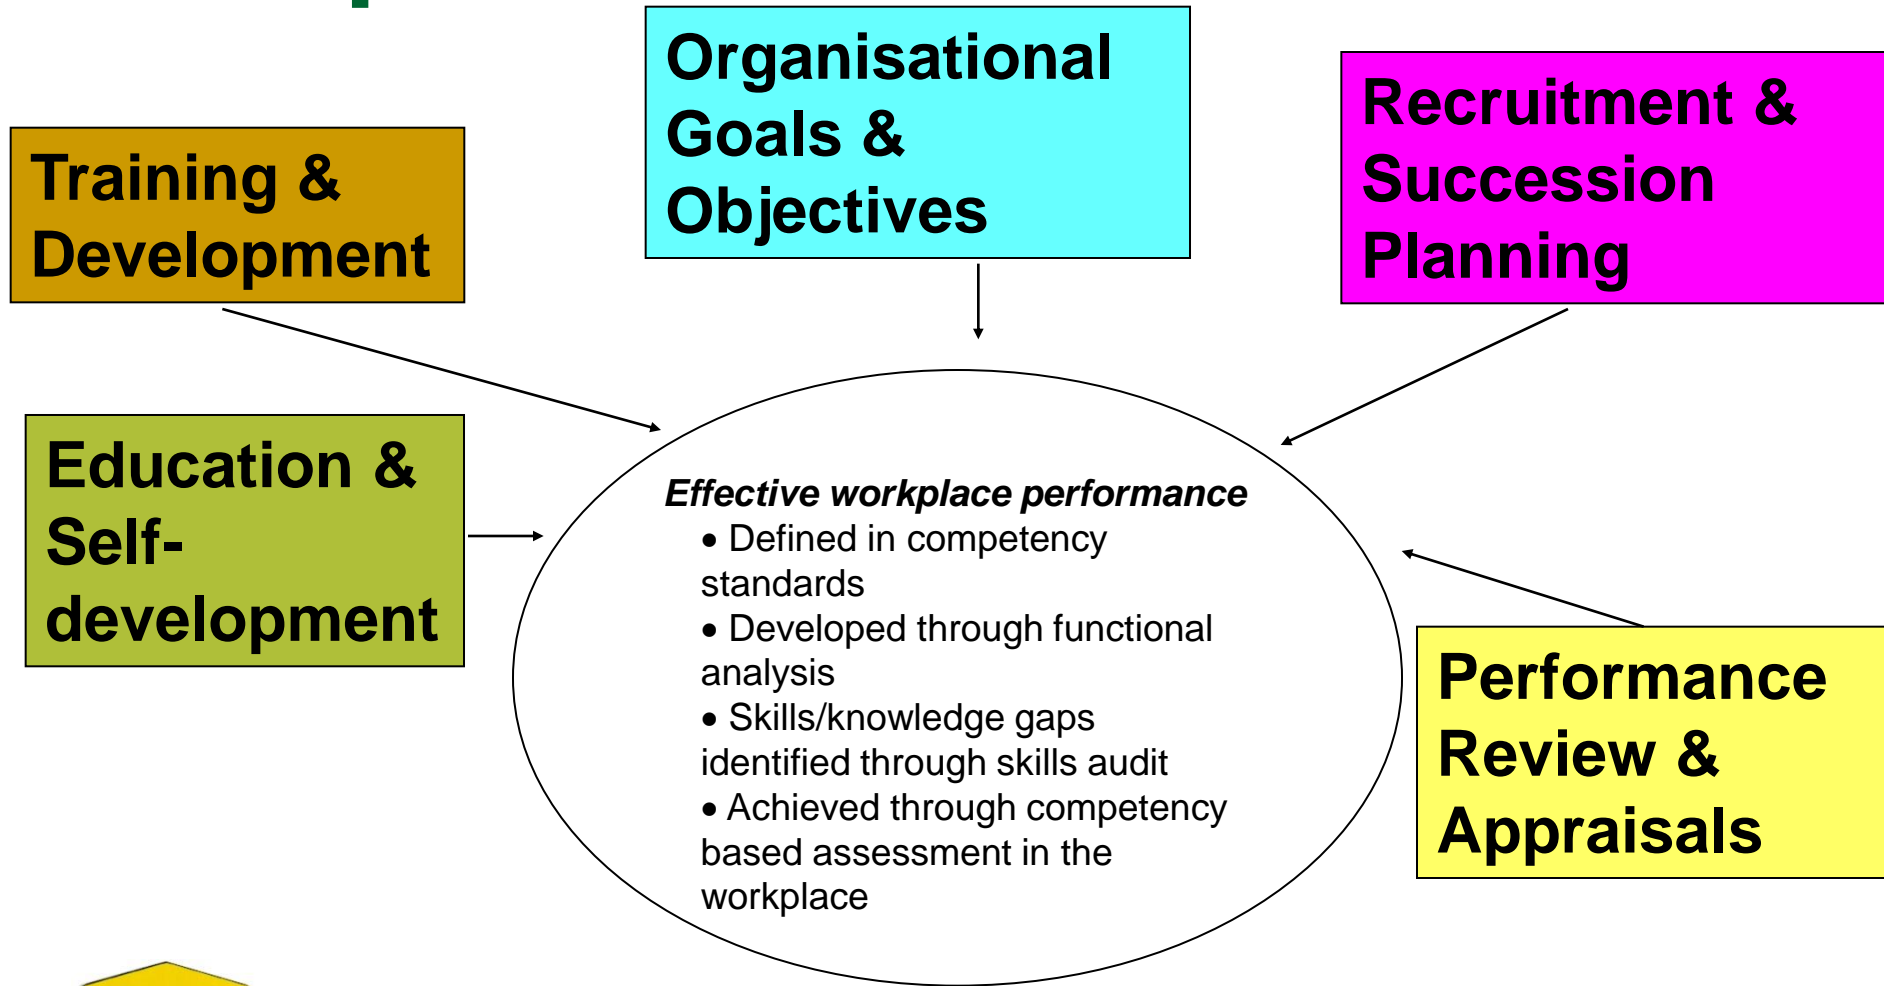 Organisational
Goals &
Objectives
Recruitment &
Succession
Planning
Training &
Development
Education &
Self-
development
Effective workplace performance
• Defined in competency
standards
• Developed through functional
analysis
• Skills/knowledge gaps
identified through skills audit
• Achieved through competency
based assessment in the
workplace
Performance
Review &
Appraisals